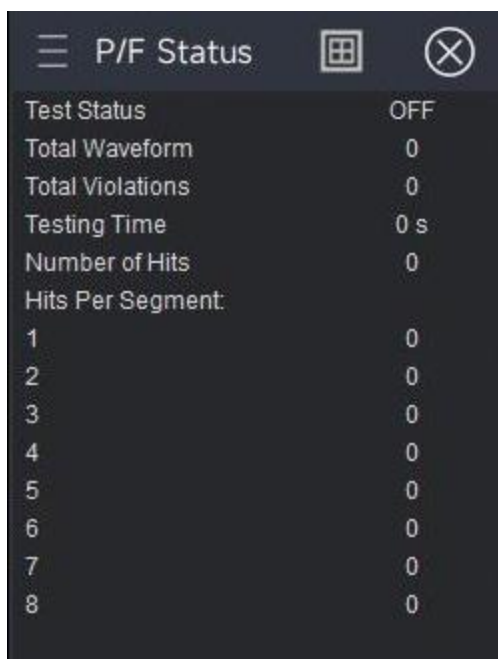 P/F Status
Test Status OFF
Total Waveform 0
Total Violations 0
Testing Time 0 s
Number of Hits 0
Hits Per Segment:
1 0
2 0
3 0
4 0
5 0
6 0
7 0
8 0